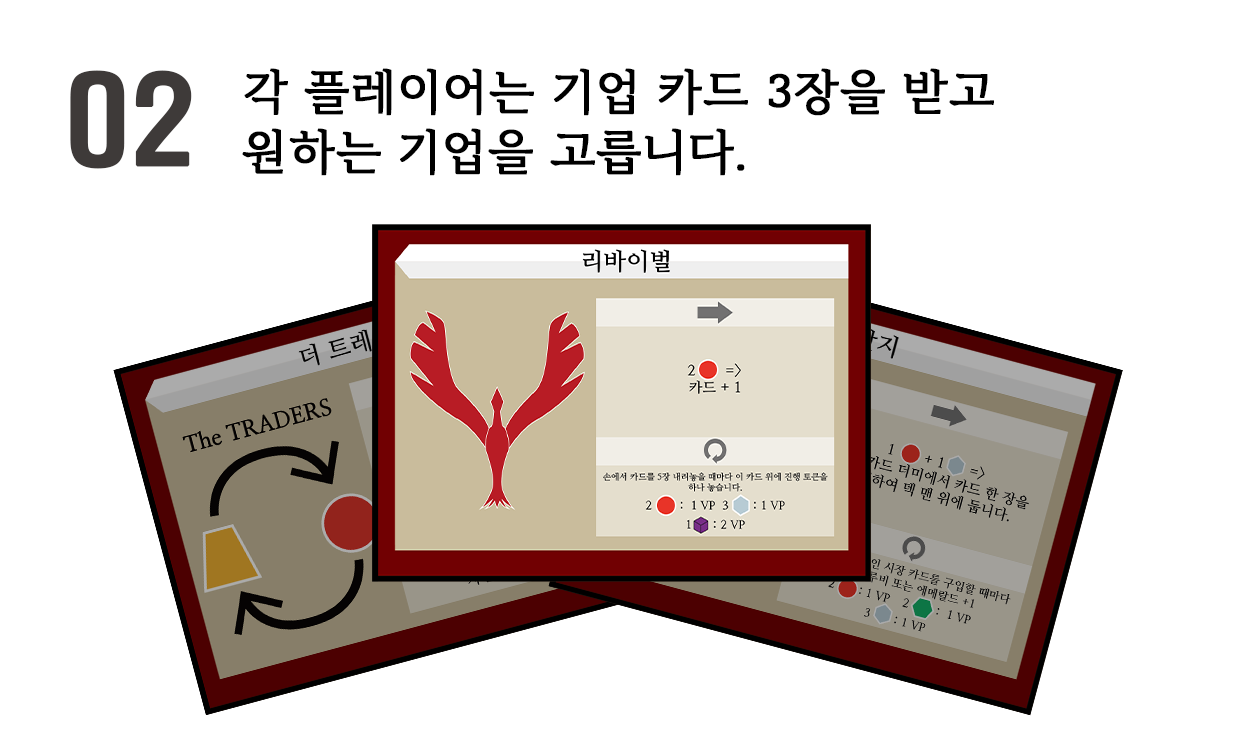 02
각 플레이어는 기업 카드 3장을 받고
원하는 기업을 고릅니다.
리바이벌
2 =>
카드 + 1
손에서 카드를 5장 내려놓을 때마다 이 카드 위에 진행 토큰을
하나 놓습니다.
2 : 1 VP 3 : 1 VP
1 : 2 VP
더 트레
The TRADERS
지
1 + 1 =>
카드 더미에서 카드 한 장을
하여 덱 맨 위에 둡니다.
인 시장 카드를 구입할 때마다
루비 또는 에메랄드 +1
2 : 1 VP 2 : 1 VP
3 : 1 VP